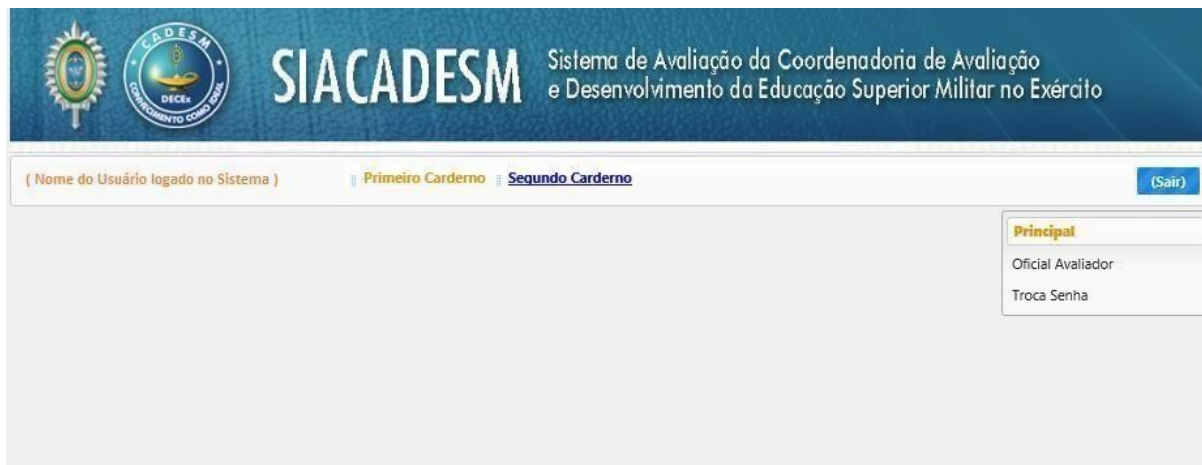 CADESM
DECEx
CONHECIMENTO COMO IDEAL
SIACADESM
Sistema de Avaliação da Coordenadoria de Avaliação
e Desenvolvimento da Educação Superior Militar no Exército
( Nome do Usuário logado no Sistema ) Primeiro Carderno Segundo Carderno (Sair)
Principal
Oficial Avaliador
Troca Senha